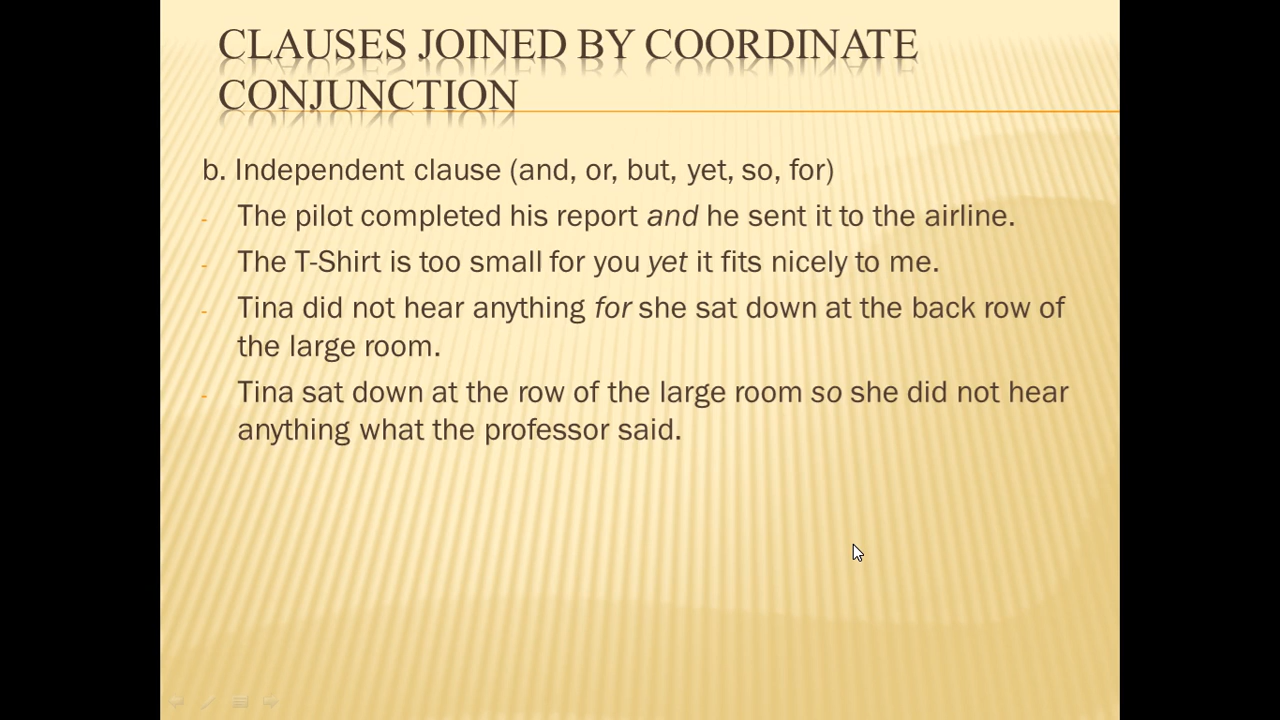 CLAUSES JOINED BY COORDINATE
CONJUNCTION
b. Independent clause (and, or, but, yet, so, for)
- The pilot completed his report and he sent it to the airline.
- The T-Shirt is too small for you yet it fits nicely to me.
- Tina did not hear anything for she sat down at the back row of
the large room.
- Tina sat down at the row of the large room so she did not hear
anything what the professor said.